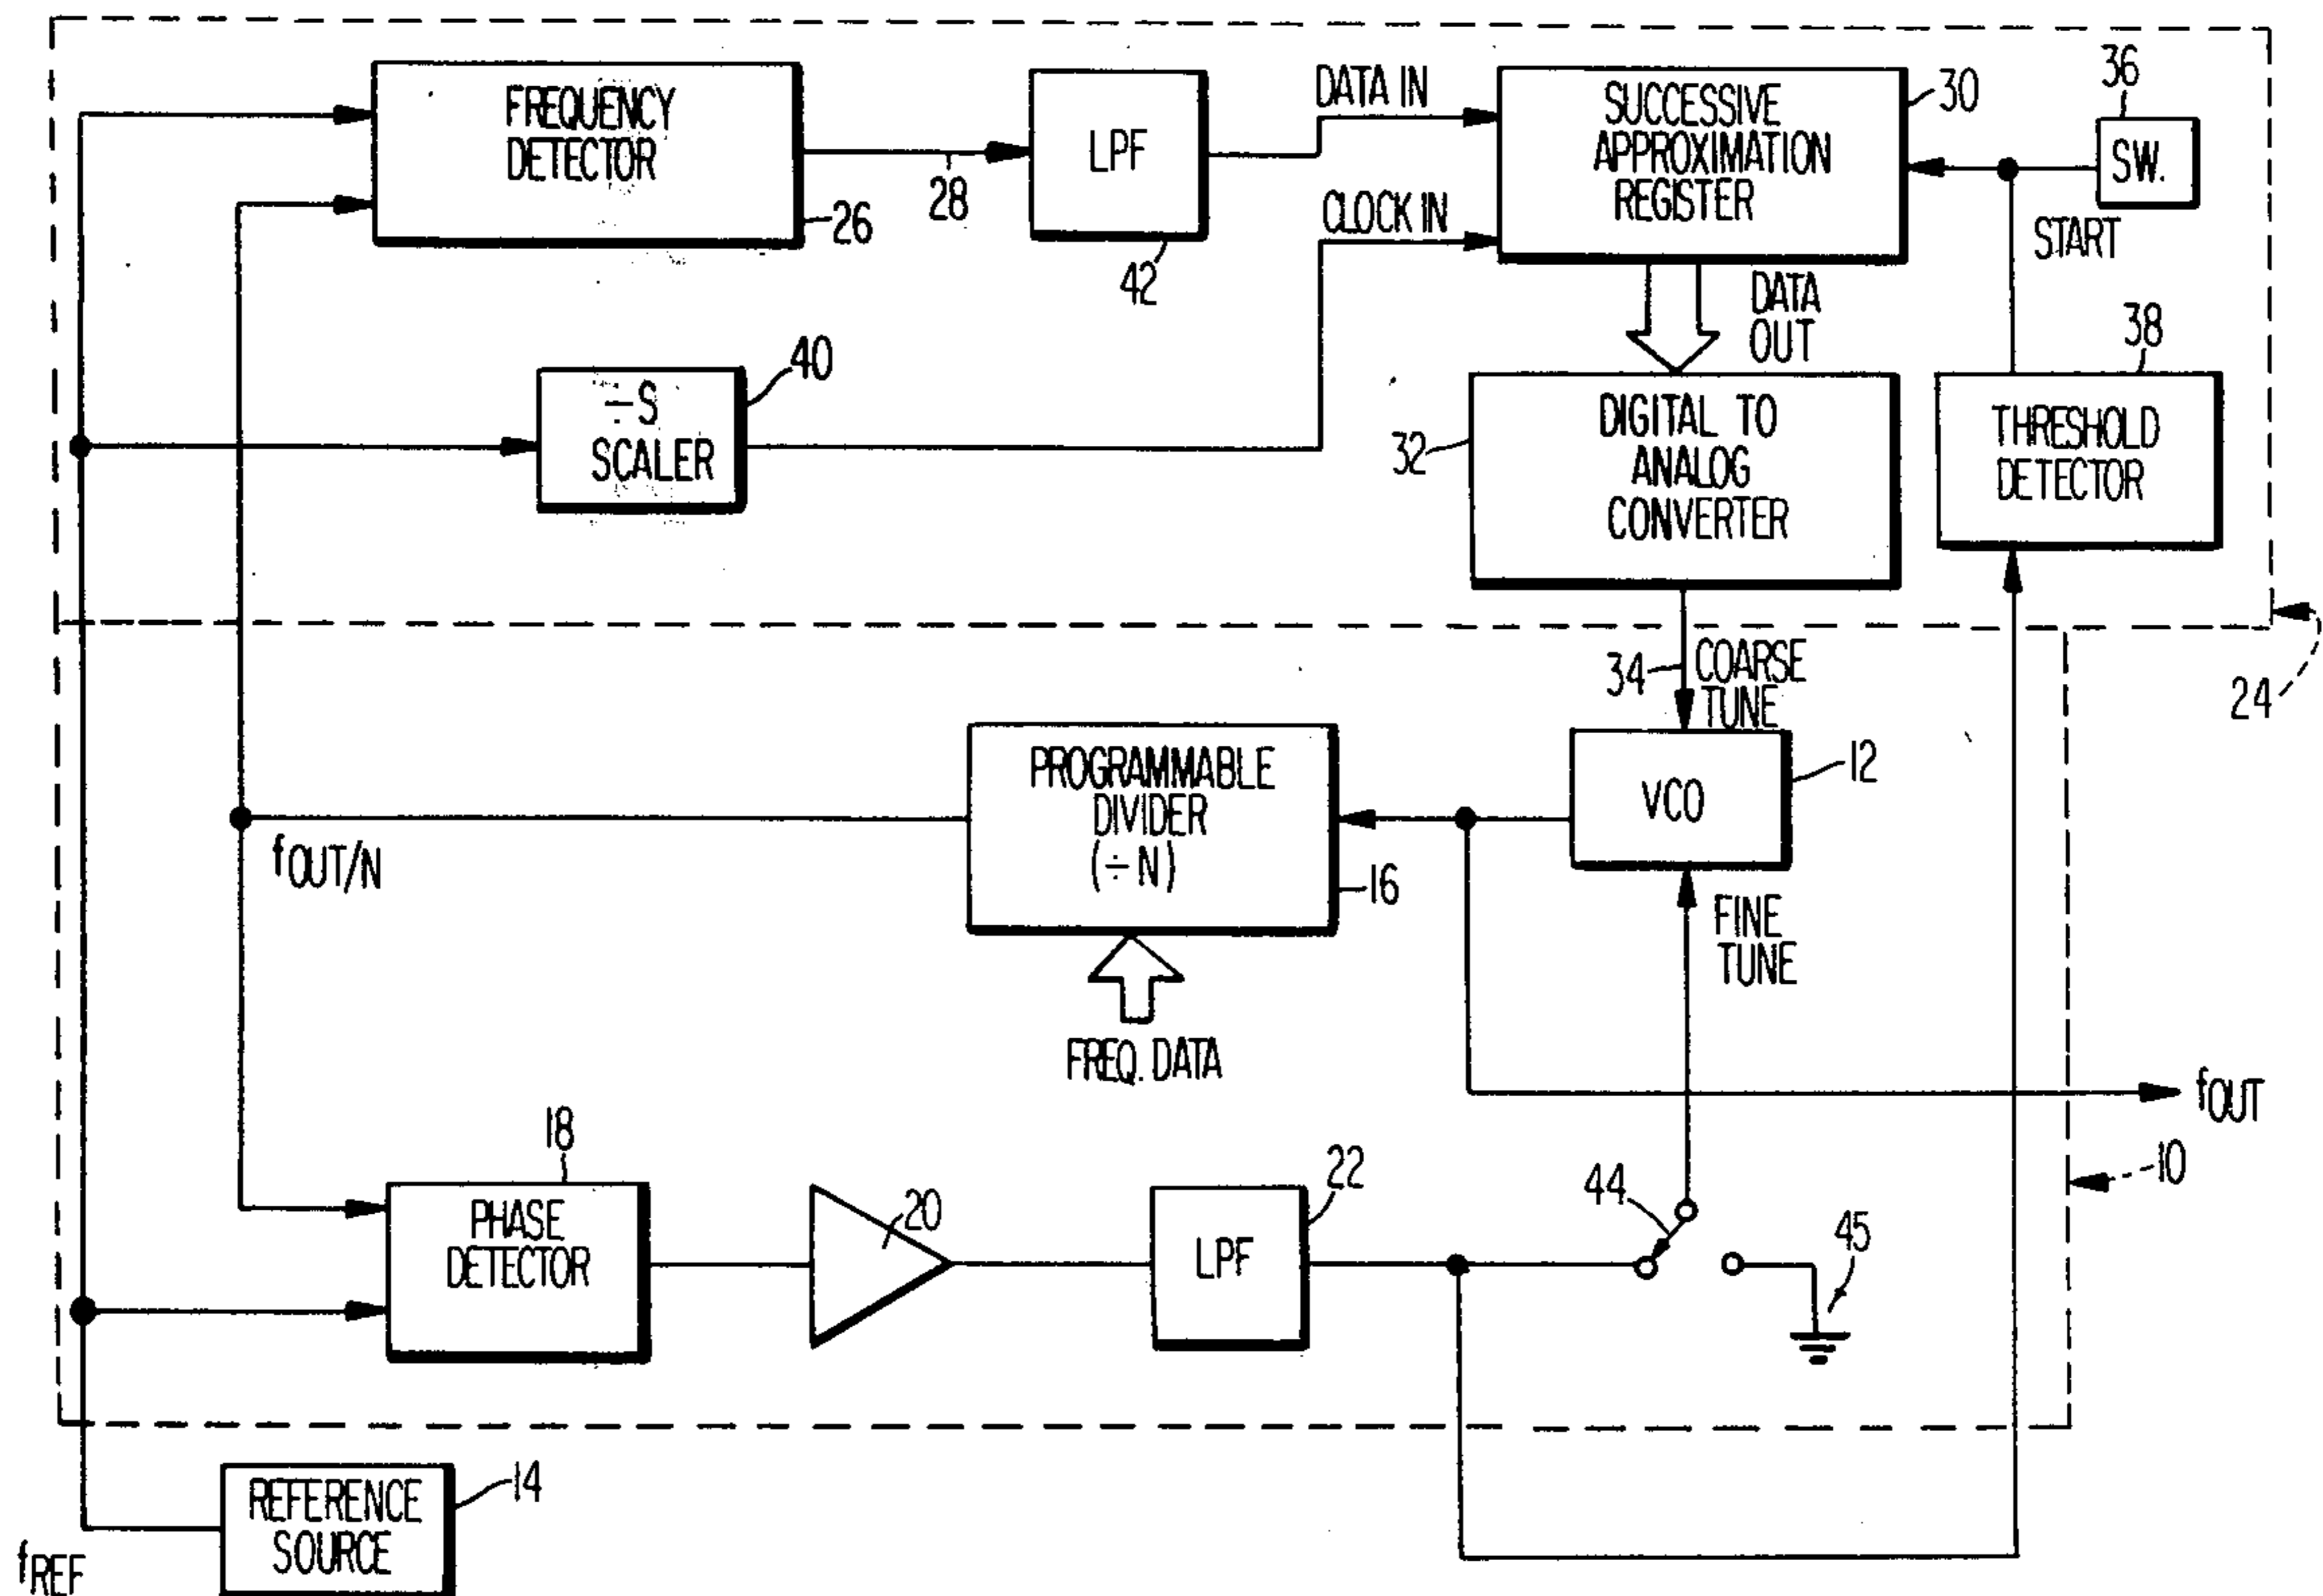 FREQUENCY
DETECTOR
26
28
LPF
42
DATA IN
CLOCK IN
SUCCESSIVE
APPROXIMATION
REGISTER
30
36
SW.
START
DATA
OUT
38
÷S
SCALER
40
32
DIGITAL TO
ANALOG
CONVERTER
THRESHOLD
DETECTOR
34
COARSE
TUNE
24
PROGRAMMABLE
DIVIDER
(÷N)
16
VCO
12
fOUT/N
FINE
TUNE
FREQ. DATA
fOUT
18
PHASE
DETECTOR
20
22
LPF
44
45
10
REFERENCE
SOURCE
14
fREF